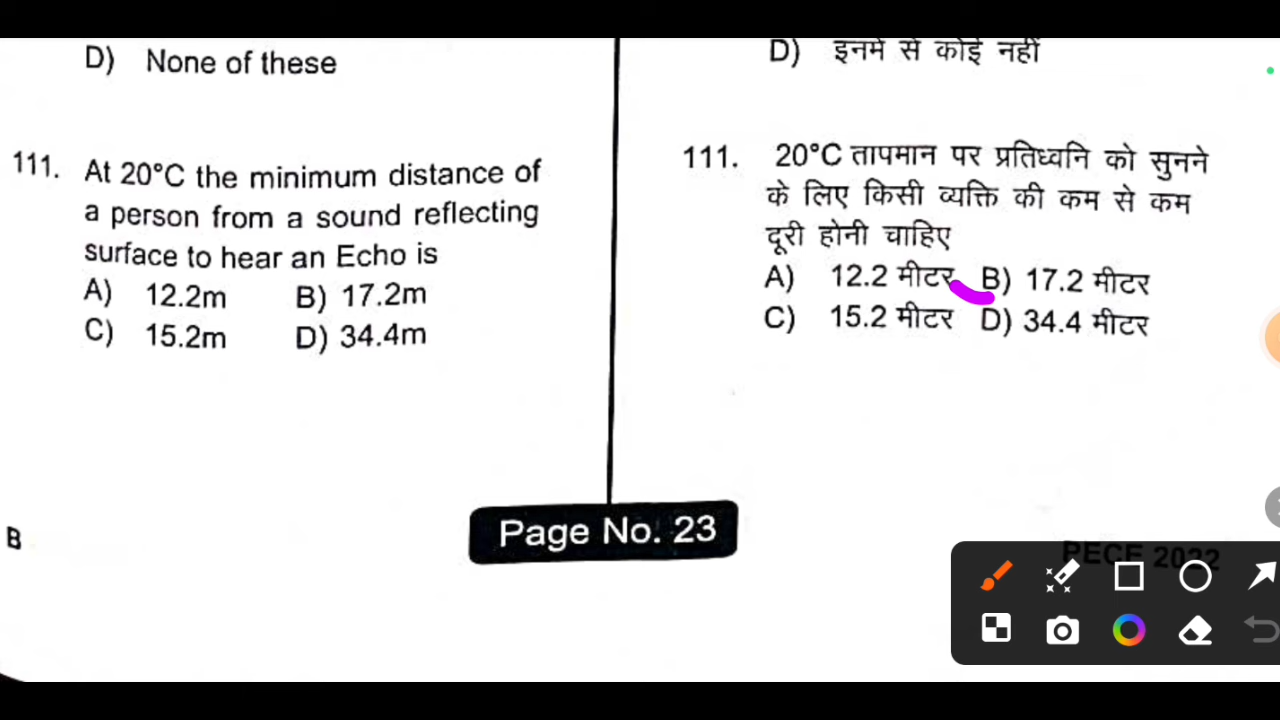 D) None of these
111. At 20°C the minimum distance of
a person from a sound reflecting
surface to hear an Echo is
A) 12.2m B) 17.2m
C) 15.2m D) 34.4m
D) इनमें से कोई नहीं
111. 20°C तापमान पर प्रतिध्वनि को सुनने
के लिए किसी व्यक्ति की कम से कम
दूरी होनी चाहिए
A) 12.2 मीटर B) 17.2 मीटर
C) 15.2 मीटर D) 34.4 मीटर
B
Page No. 23
PECE 2022